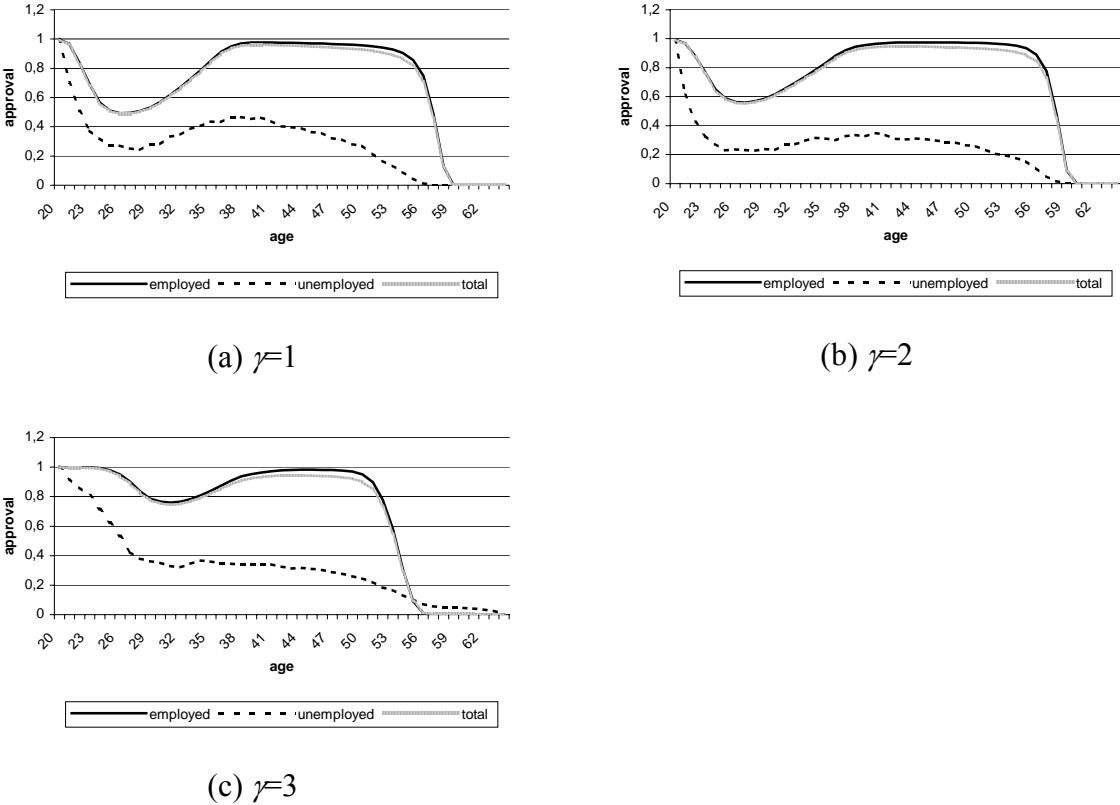 1,2
1
0,8
0,6
0,4
0,2
0
approval
20 23 26 29 32 35 38 41 44 47 50 53 56 59 62
age
employed unemployed total
(a) γ=1
1,2
1
0,8
0,6
0,4
0,2
0
approval
20 23 26 29 32 35 38 41 44 47 50 53 56 59 62
age
employed unemployed total
(b) γ=2
1,2
1
0,8
0,6
0,4
0,2
0
approval
20 23 26 29 32 35 38 41 44 47 50 53 56 59 62
age
employed unemployed total
(c) γ=3